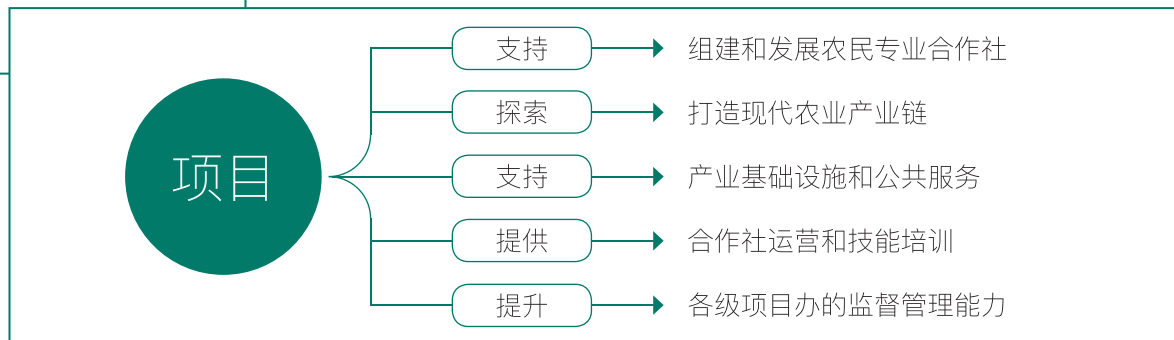 项目
支持 组建和发展农民专业合作社
探索 打造现代农业产业链
支持 产业基础设施和公共服务
提供 合作社运营和技能培训
提升 各级项目办的监督管理能力